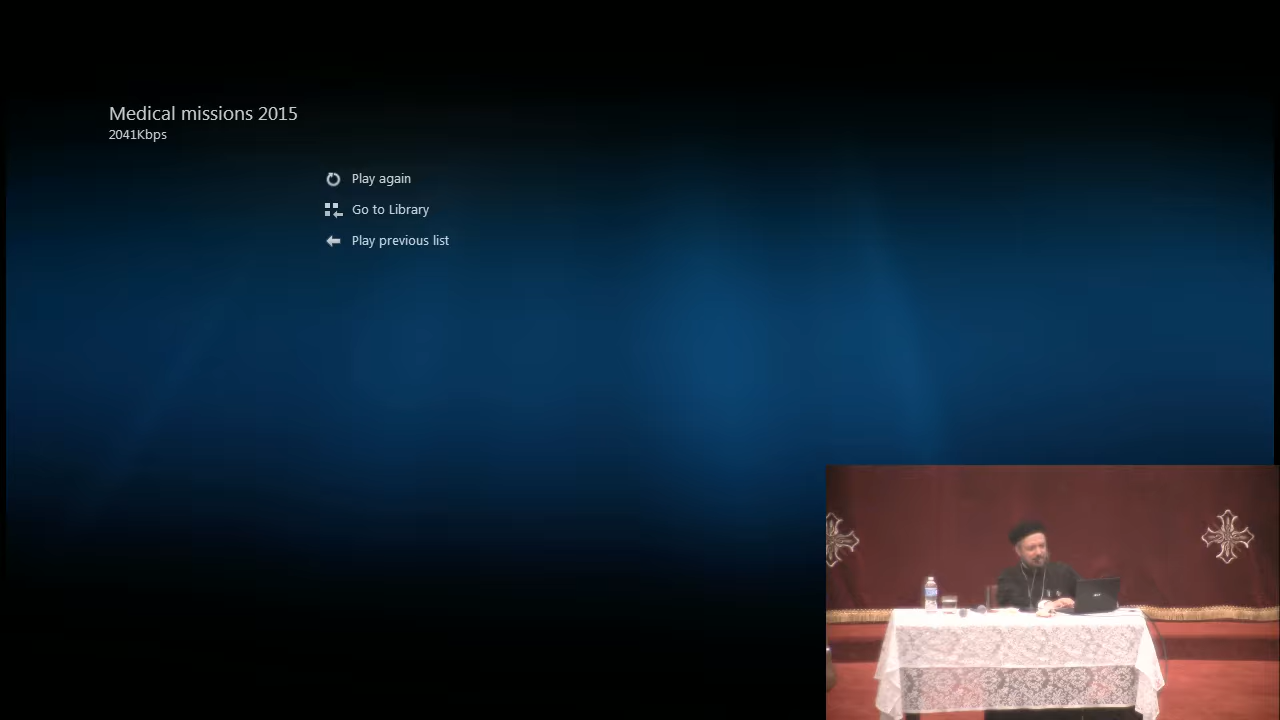 Medical missions 2015
2041Kbps
Play again
Go to Library
Play previous list